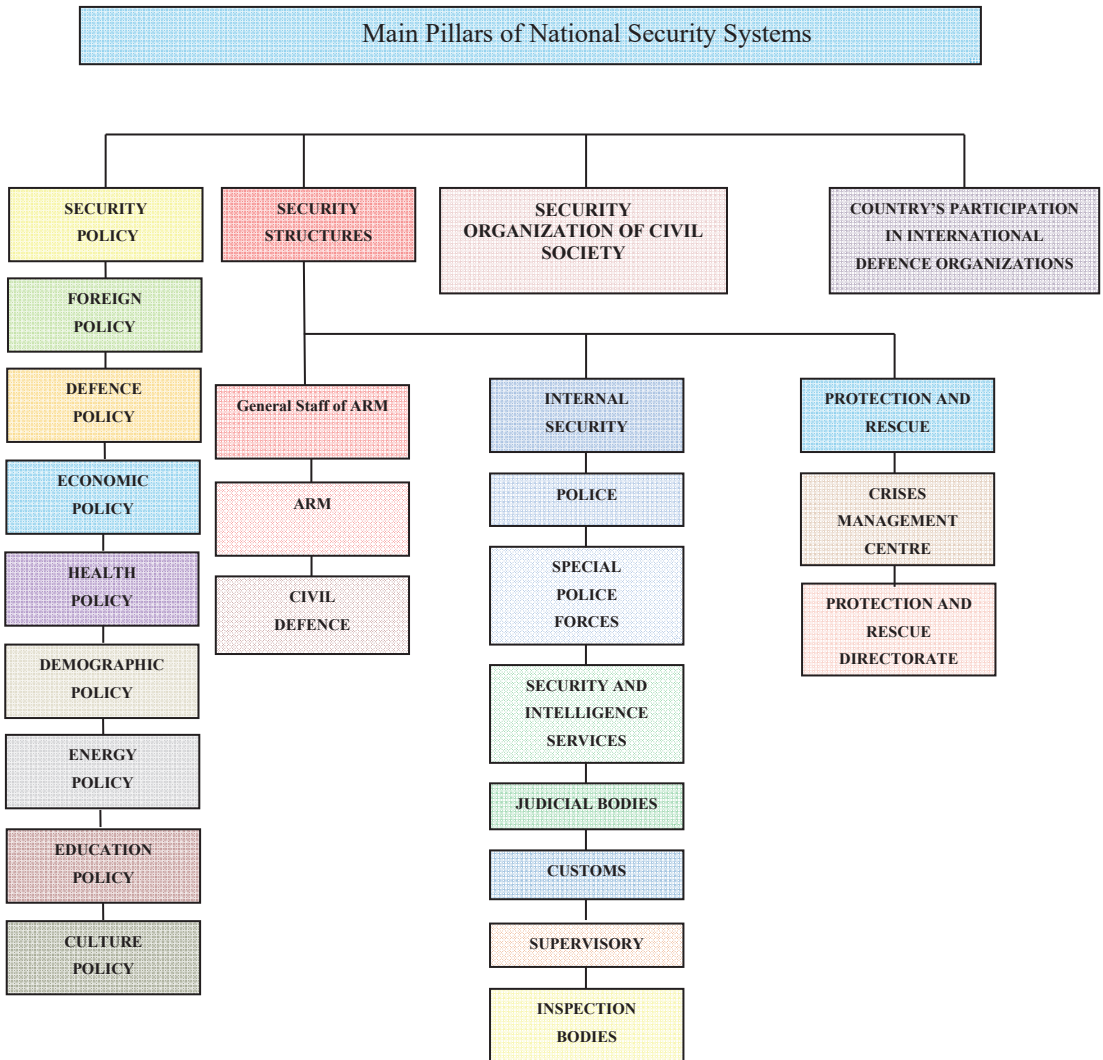 Main Pillars of National Security Systems
SECURITY
POLICY
SECURITY
STRUCTURES
SECURITY
ORGANIZATION OF CIVIL
SOCIETY
COUNTRY'S PARTICIPATION
IN INTERNATIONAL
DEFENCE ORGANIZATIONS
FOREIGN
POLICY
DEFENCE
POLICY
ECONOMIC
POLICY
HEALTH
POLICY
DEMOGRAPHIC
POLICY
ENERGY
POLICY
EDUCATION
POLICY
CULTURE
POLICY
General Staff of ARM
ARM
CIVIL
DEFENCE
INTERNAL
SECURITY
POLICE
SPECIAL
POLICE
FORCES
SECURITY AND
INTELLIGENCE
SERVICES
JUDICIAL BODIES
CUSTOMS
SUPERVISORY
INSPECTION
BODIES
PROTECTION AND
RESCUE
CRISES
MANAGEMENT
CENTRE
PROTECTION AND
RESCUE
DIRECTORATE